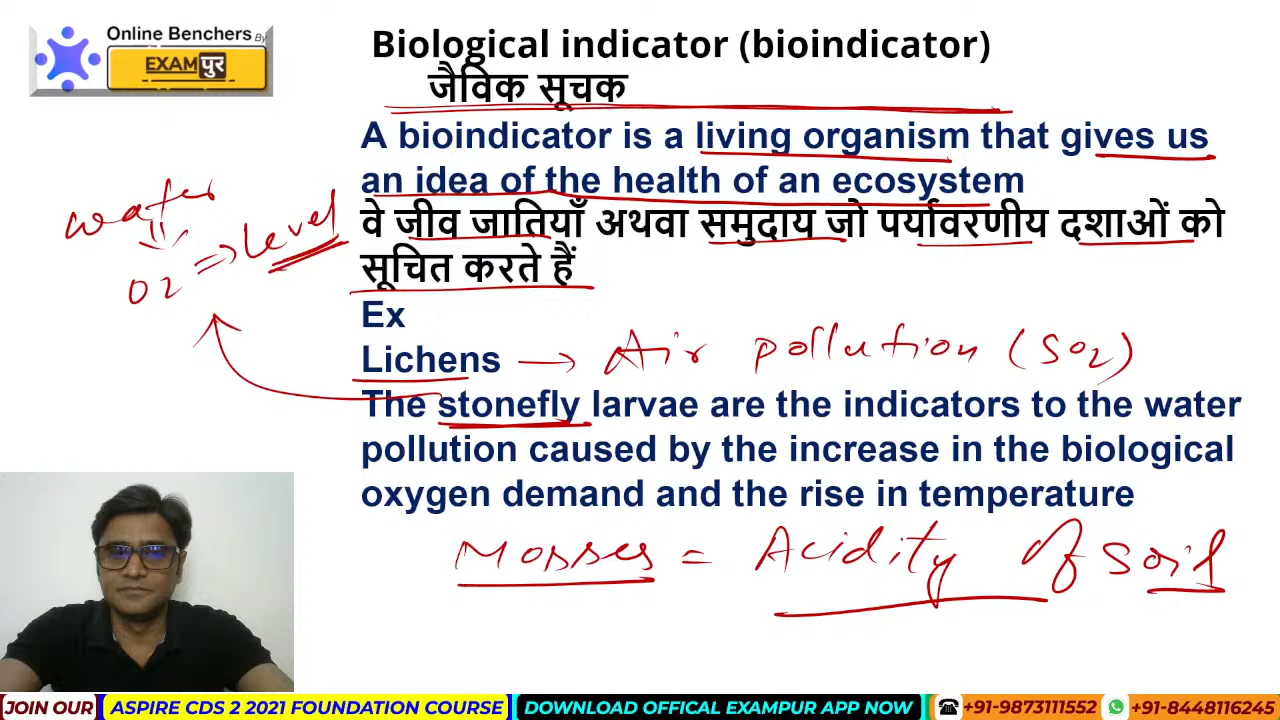 Online Benchers By
EXAMपुर
Biological indicator (bioindicator)
जैविक सूचक
A bioindicator is a living organism that gives us
an idea of the health of an ecosystem
वे जीव जातियाँ अथवा समुदाय जो पर्यावरणीय दशाओं को
सूचित करते हैं
water
O2 => Level
Ex
Lichens → Air pollution (SO2)
The stonefly larvae are the indicators to the water
pollution caused by the increase in the biological
oxygen demand and the rise in temperature
Mosses = Acidity of soil
JOIN OUR ASPIRE CDS 2 2021 FOUNDATION COURSE DOWNLOAD OFFICAL EXAMPUR APP NOW +91-9873111552 +91-8448116245